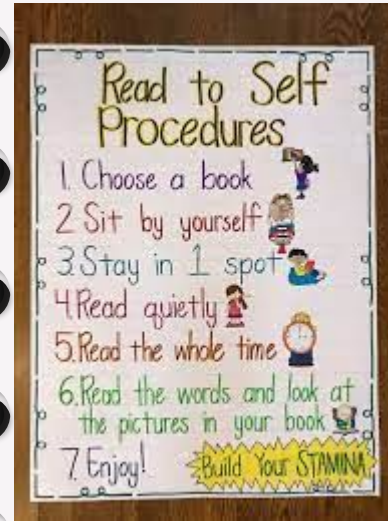 Read to Self
Procedures
1. Choose a book
2 Sit by yourself
3. Stay in 1 spot
4. Read quietly
5. Read the whole time
6. Read the words and look at
the pictures in your book
7. Enjoy!
Build Your STAMINA